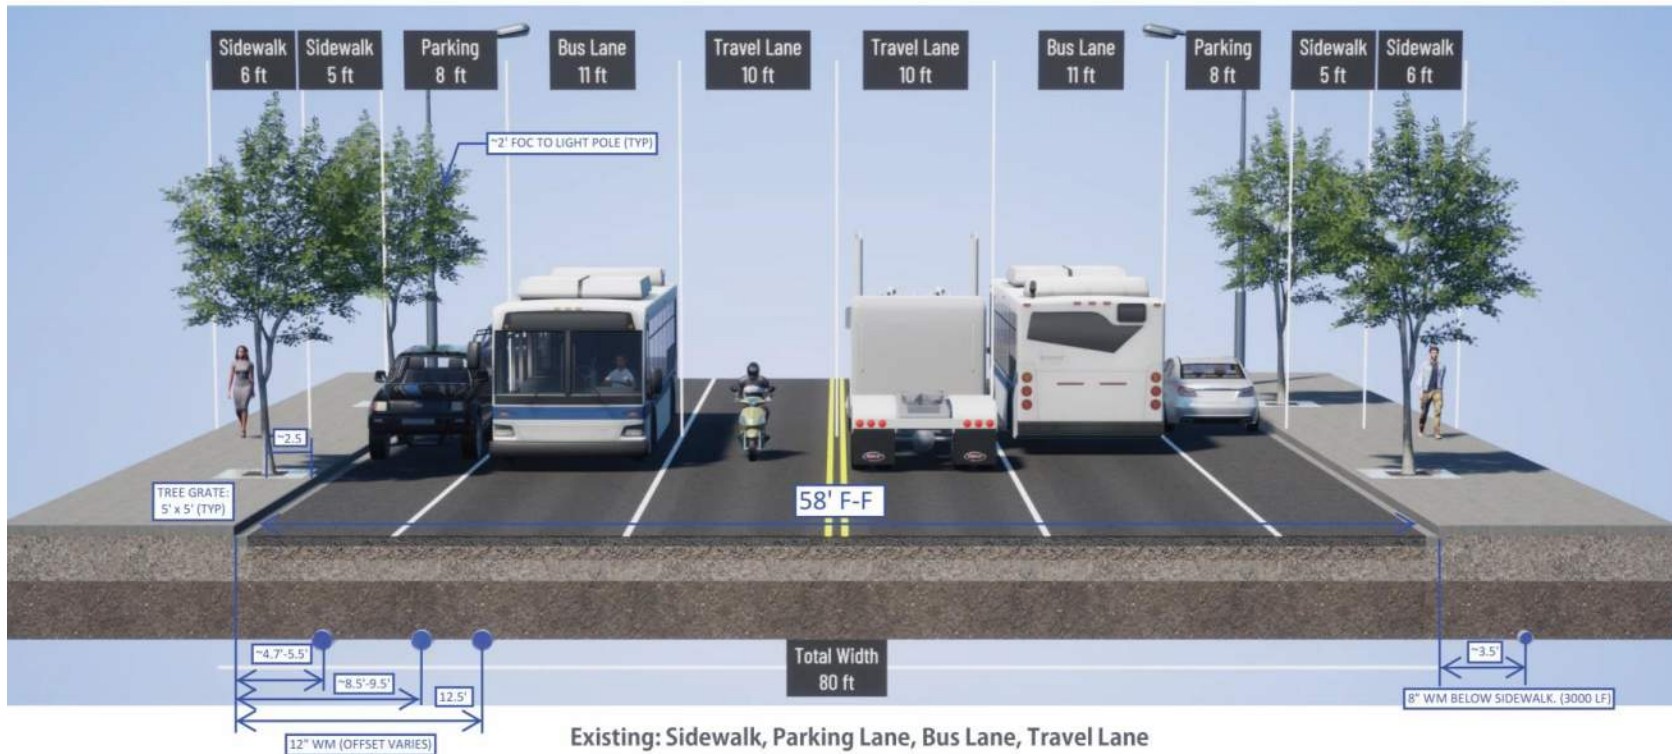 Sidewalk
6 ft
Sidewalk
5 ft
Parking
8 ft
Bus Lane
11 ft
Travel Lane
10 ft
Travel Lane
10 ft
Bus Lane
11 ft
Parking
8 ft
Sidewalk
5 ft
Sidewalk
6 ft
~2' FOC TO LIGHT POLE (TYP)
~2.5
TREE GRATE:
5' x 5' (TYP)
58' F-F
~4.7'-5.5'
~8.5'-9.5'
12.5'
12" WM (OFFSET VARIES)
Total Width
80 ft
~3.5'
8" WM BELOW SIDEWALK. (3000 LF)
Existing: Sidewalk, Parking Lane, Bus Lane, Travel Lane